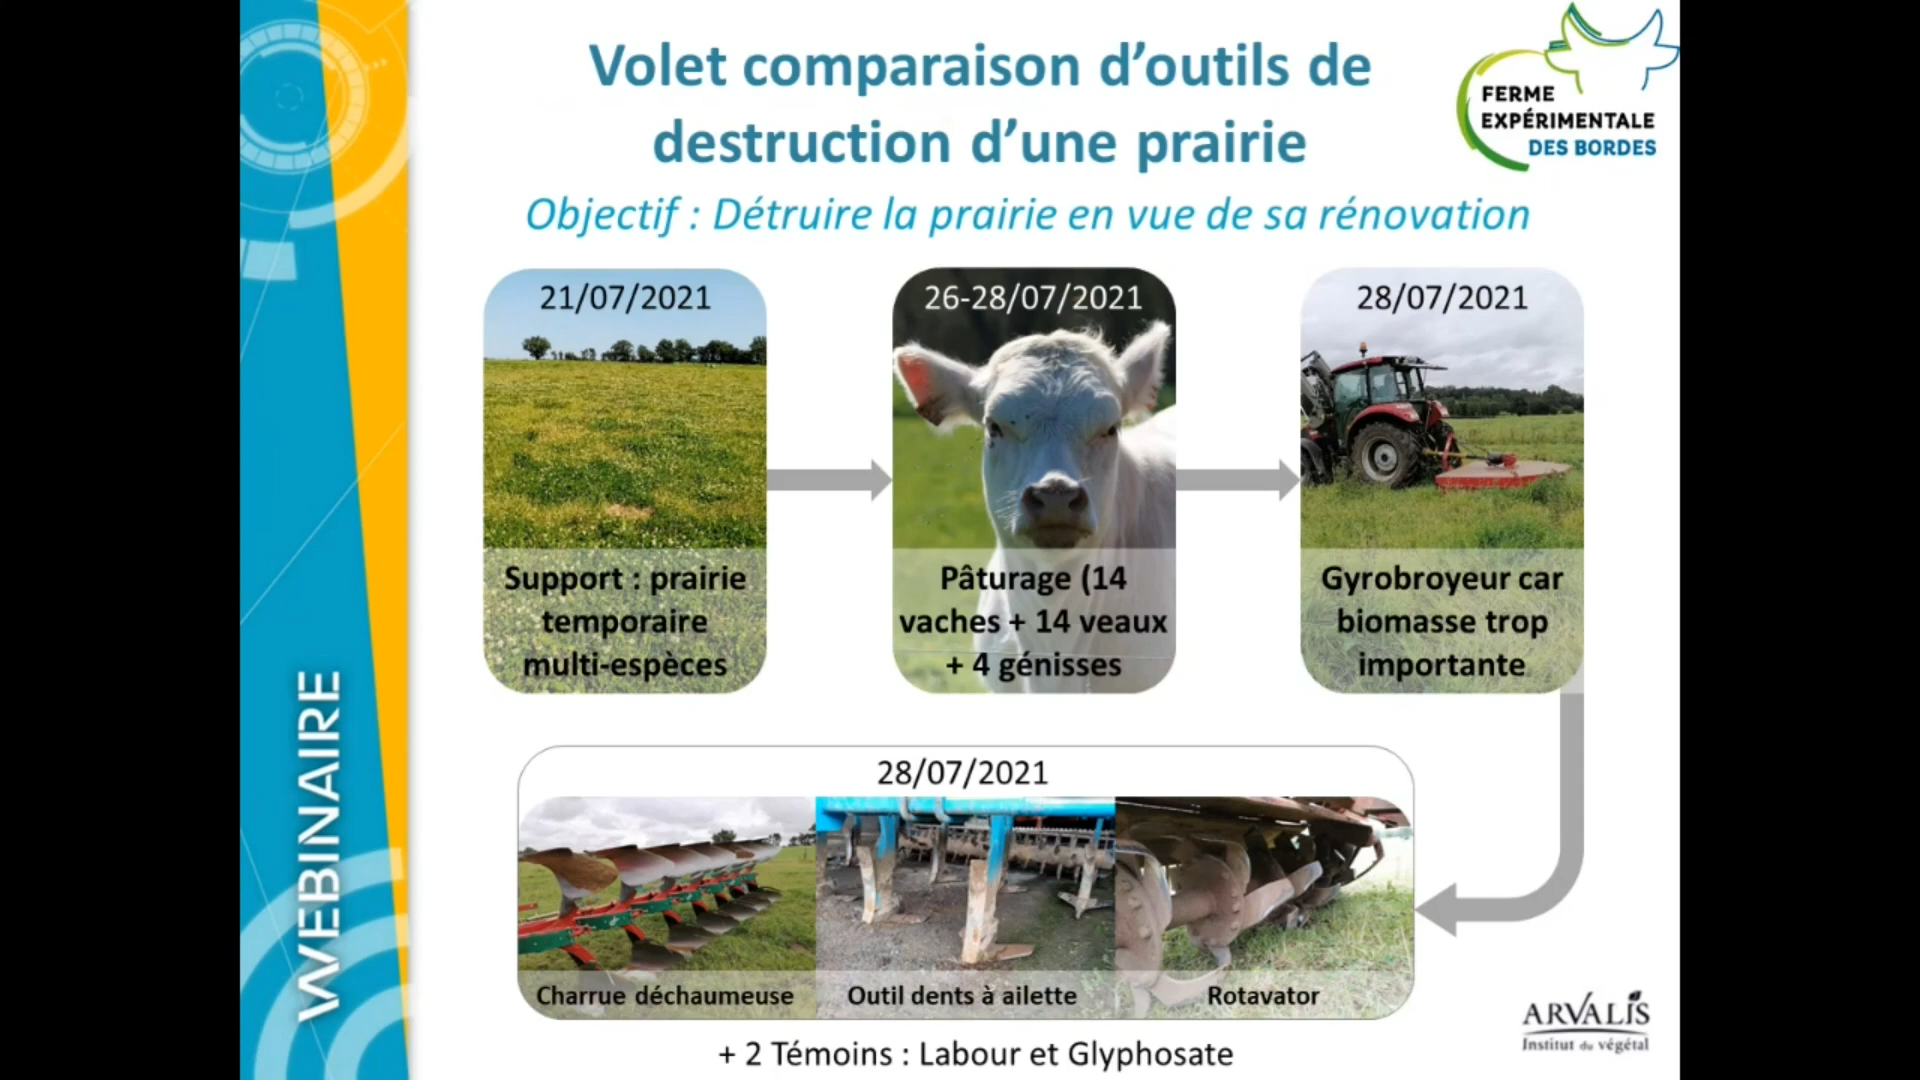 Volet comparaison d’outils de
destruction d’une prairie
FERME
EXPÉRIMENTALE
DES BORDES
Objectif : Détruire la prairie en vue de sa rénovation
21/07/2021
Support : prairie
temporaire
multi-espèces
26-28/07/2021
Pâturage (14
vaches + 14 veaux
+ 4 génisses
28/07/2021
Gyrobroyeur car
biomasse trop
importante
28/07/2021
Charrue déchaumeuse
Outil dents à ailette
Rotavator
+ 2 Témoins : Labour et Glyphosate
WEBINAIRE
ARVALIS
Institut du végétal